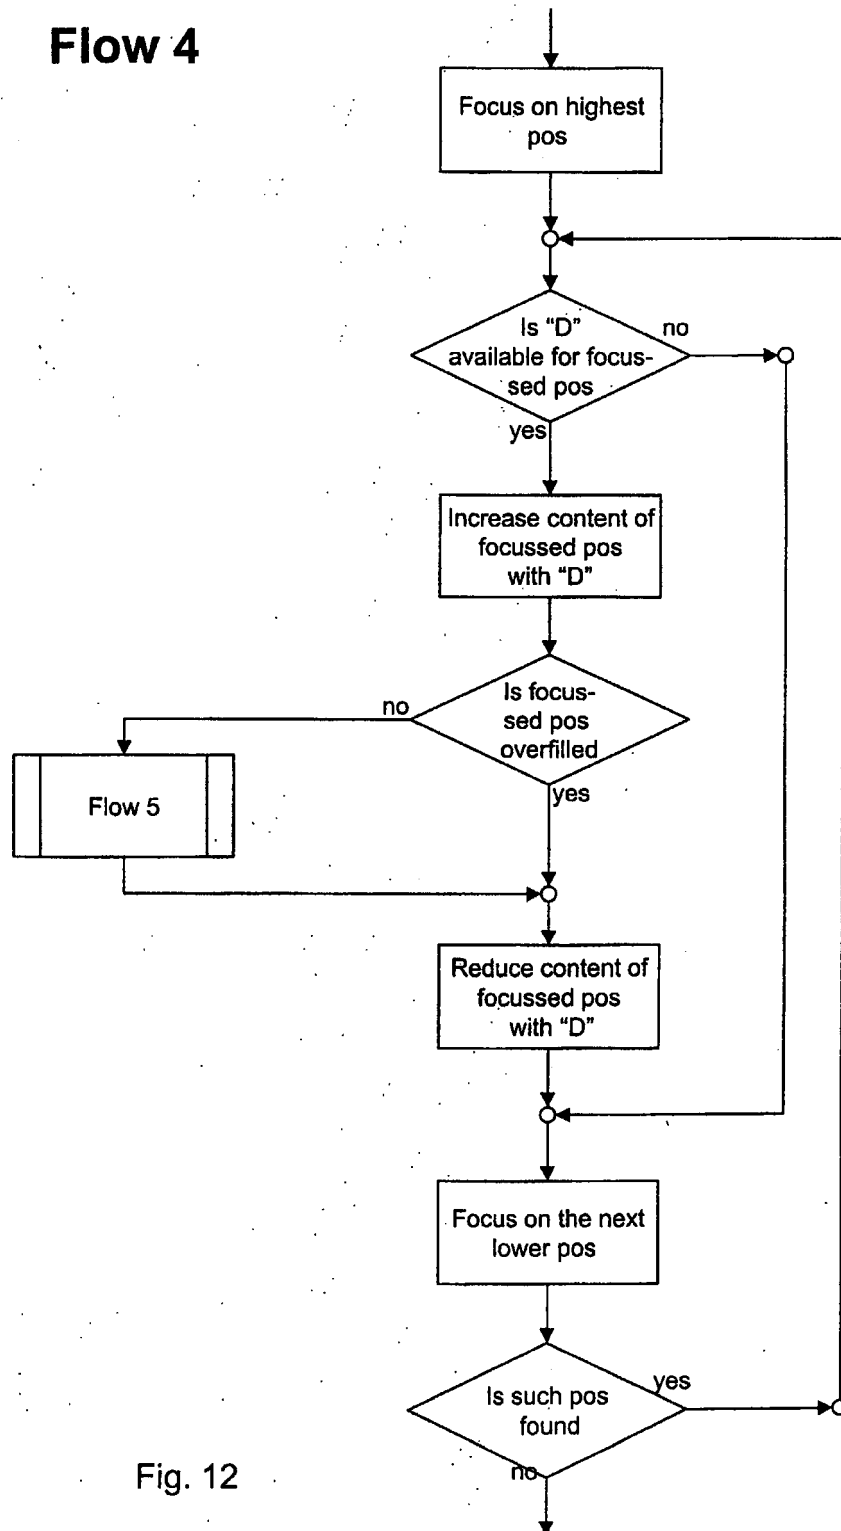 Flow 4
Focus on highest
pos
Is “D”
available for focus-
sed pos
no
yes
Increase content of
focussed pos
with “D”
Is focus-
sed pos
overfilled
no
yes
Flow 5
Reduce content of
focussed pos
with “D”
Focus on the next
lower pos
Is such pos
found
yes
no
Fig. 12